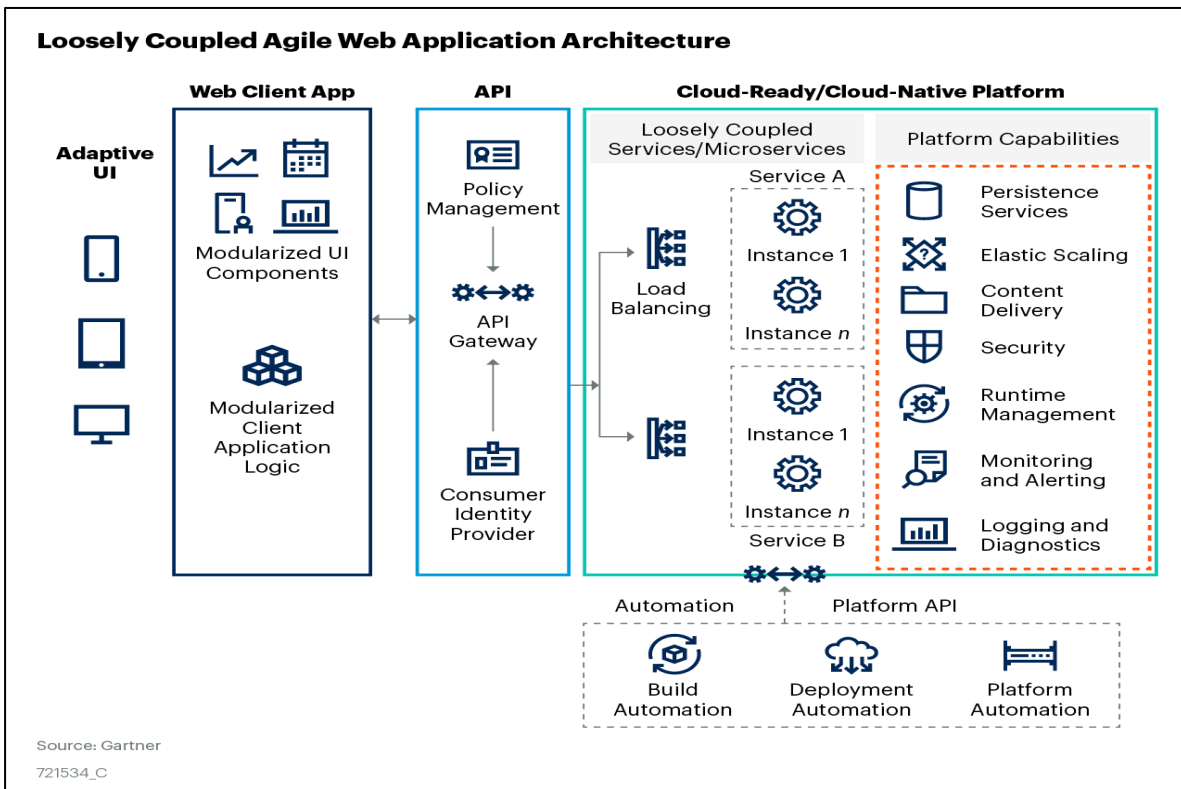 Loosely Coupled Agile Web Application Architecture
Adaptive
UI
Web Client App
Modularized UI
Components
Modularized
Client
Application
Logic
API
Policy
Management
API
Gateway
Consumer
Identity
Provider
Cloud-Ready/Cloud-Native Platform
Loosely Coupled
Services/Microservices
Load
Balancing
Service A
Instance 1
Instance n
Instance 1
Instance n
Service B
Platform Capabilities
Persistence
Services
?
Elastic Scaling
Content
Delivery
Security
Runtime
Management
Monitoring
and Alerting
Logging and
Diagnostics
Automation
Platform API
Build
Automation
Deployment
Automation
Platform
Automation
Source: Gartner
721534_C